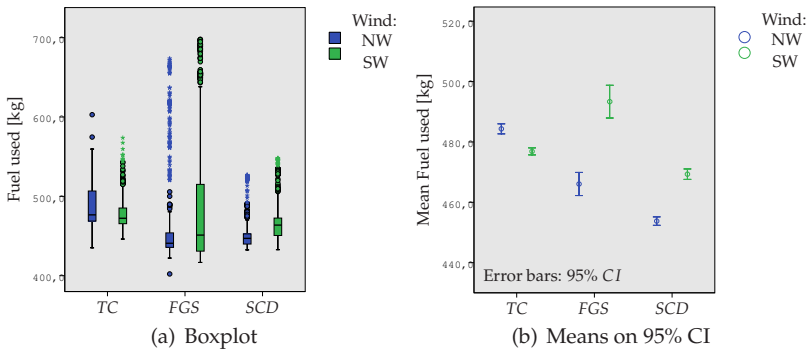 Wind:
NW
SW
700,0
600,0
500,0
400,0
Fuel used [kg]
TC
FGS
SCD
(a) Boxplot
Wind:
NW
SW
520,0
500,0
480,0
460,0
440,0
Mean Fuel used [kg]
Error bars: 95% CI
TC
FGS
SCD
(b) Means on 95% CI